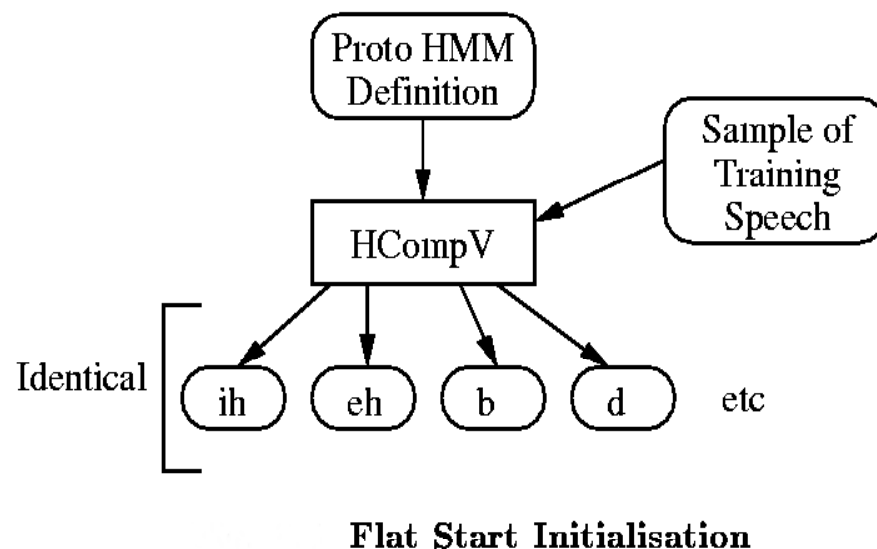 Proto HMM
Definition
Sample of
Training
Speech
HCompV
Identical
ih eh b d etc
Flat Start Initialisation